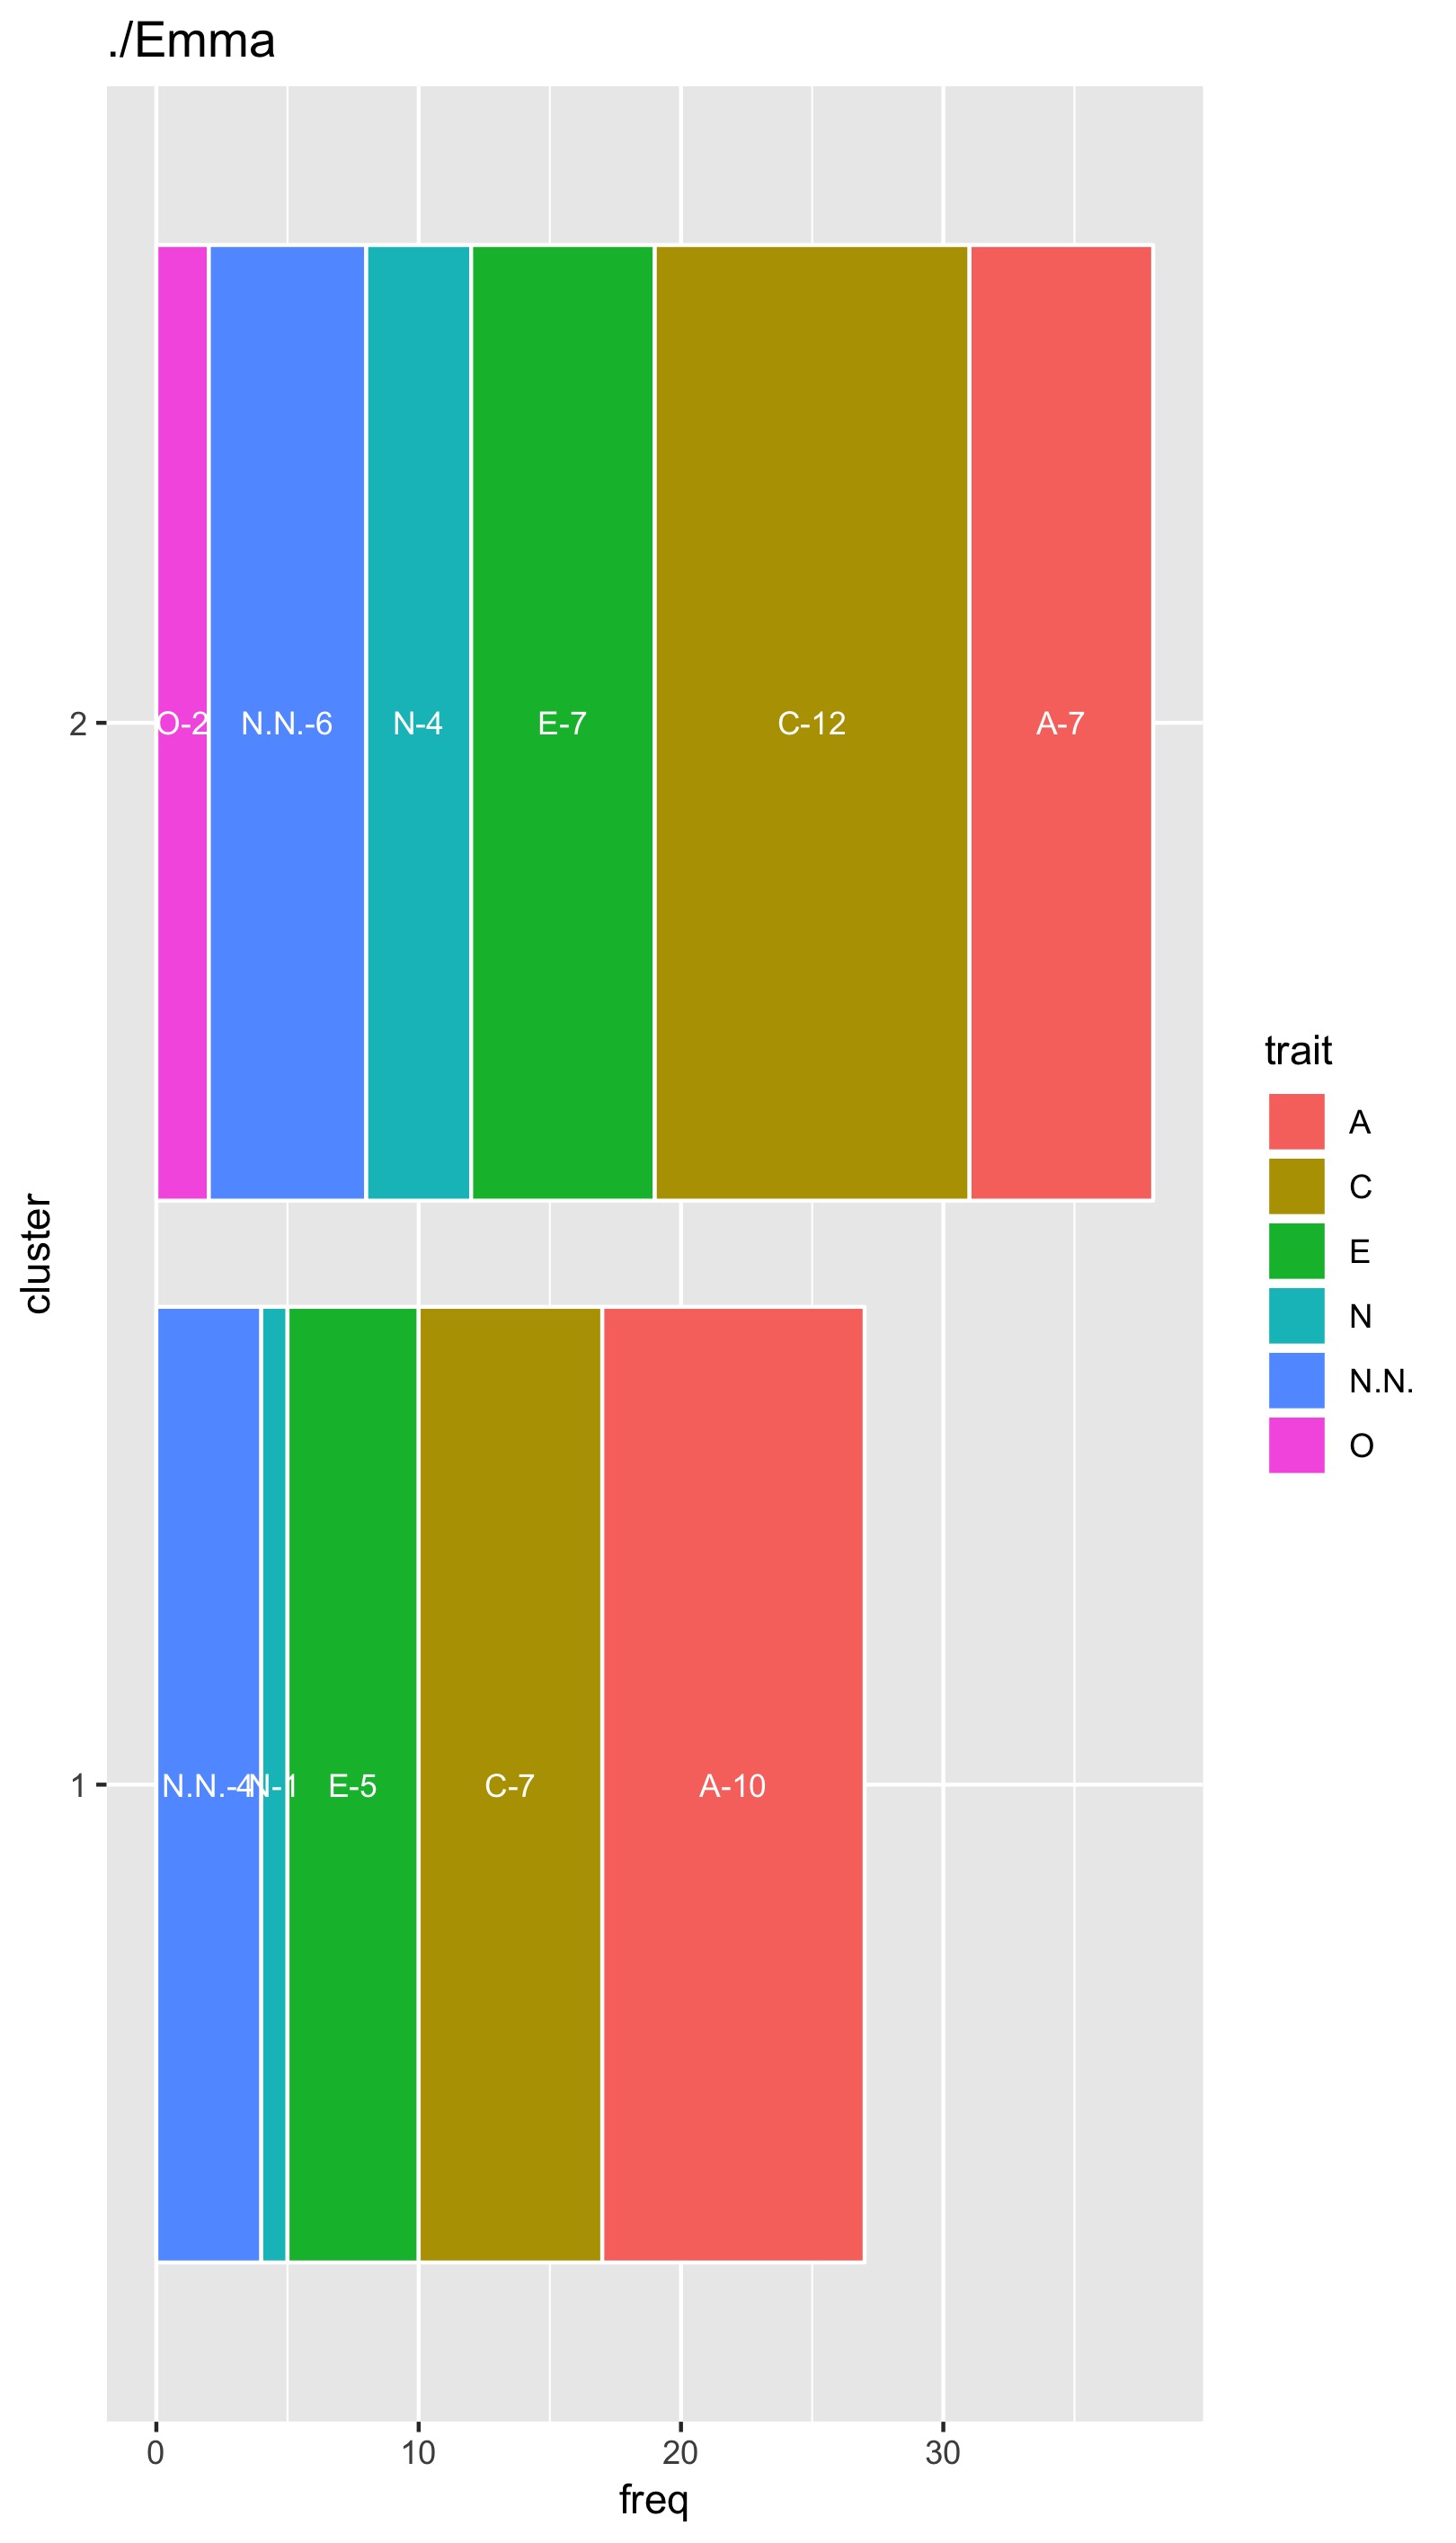 ./Emma
2
O-2 N.N.-6 N-4 E-7 C-12 A-7
cluster
1
N.N.-4 N-1 E-5 C-7 A-10
0 10 20 30
freq
trait
A
C
E
N
N.N.
O